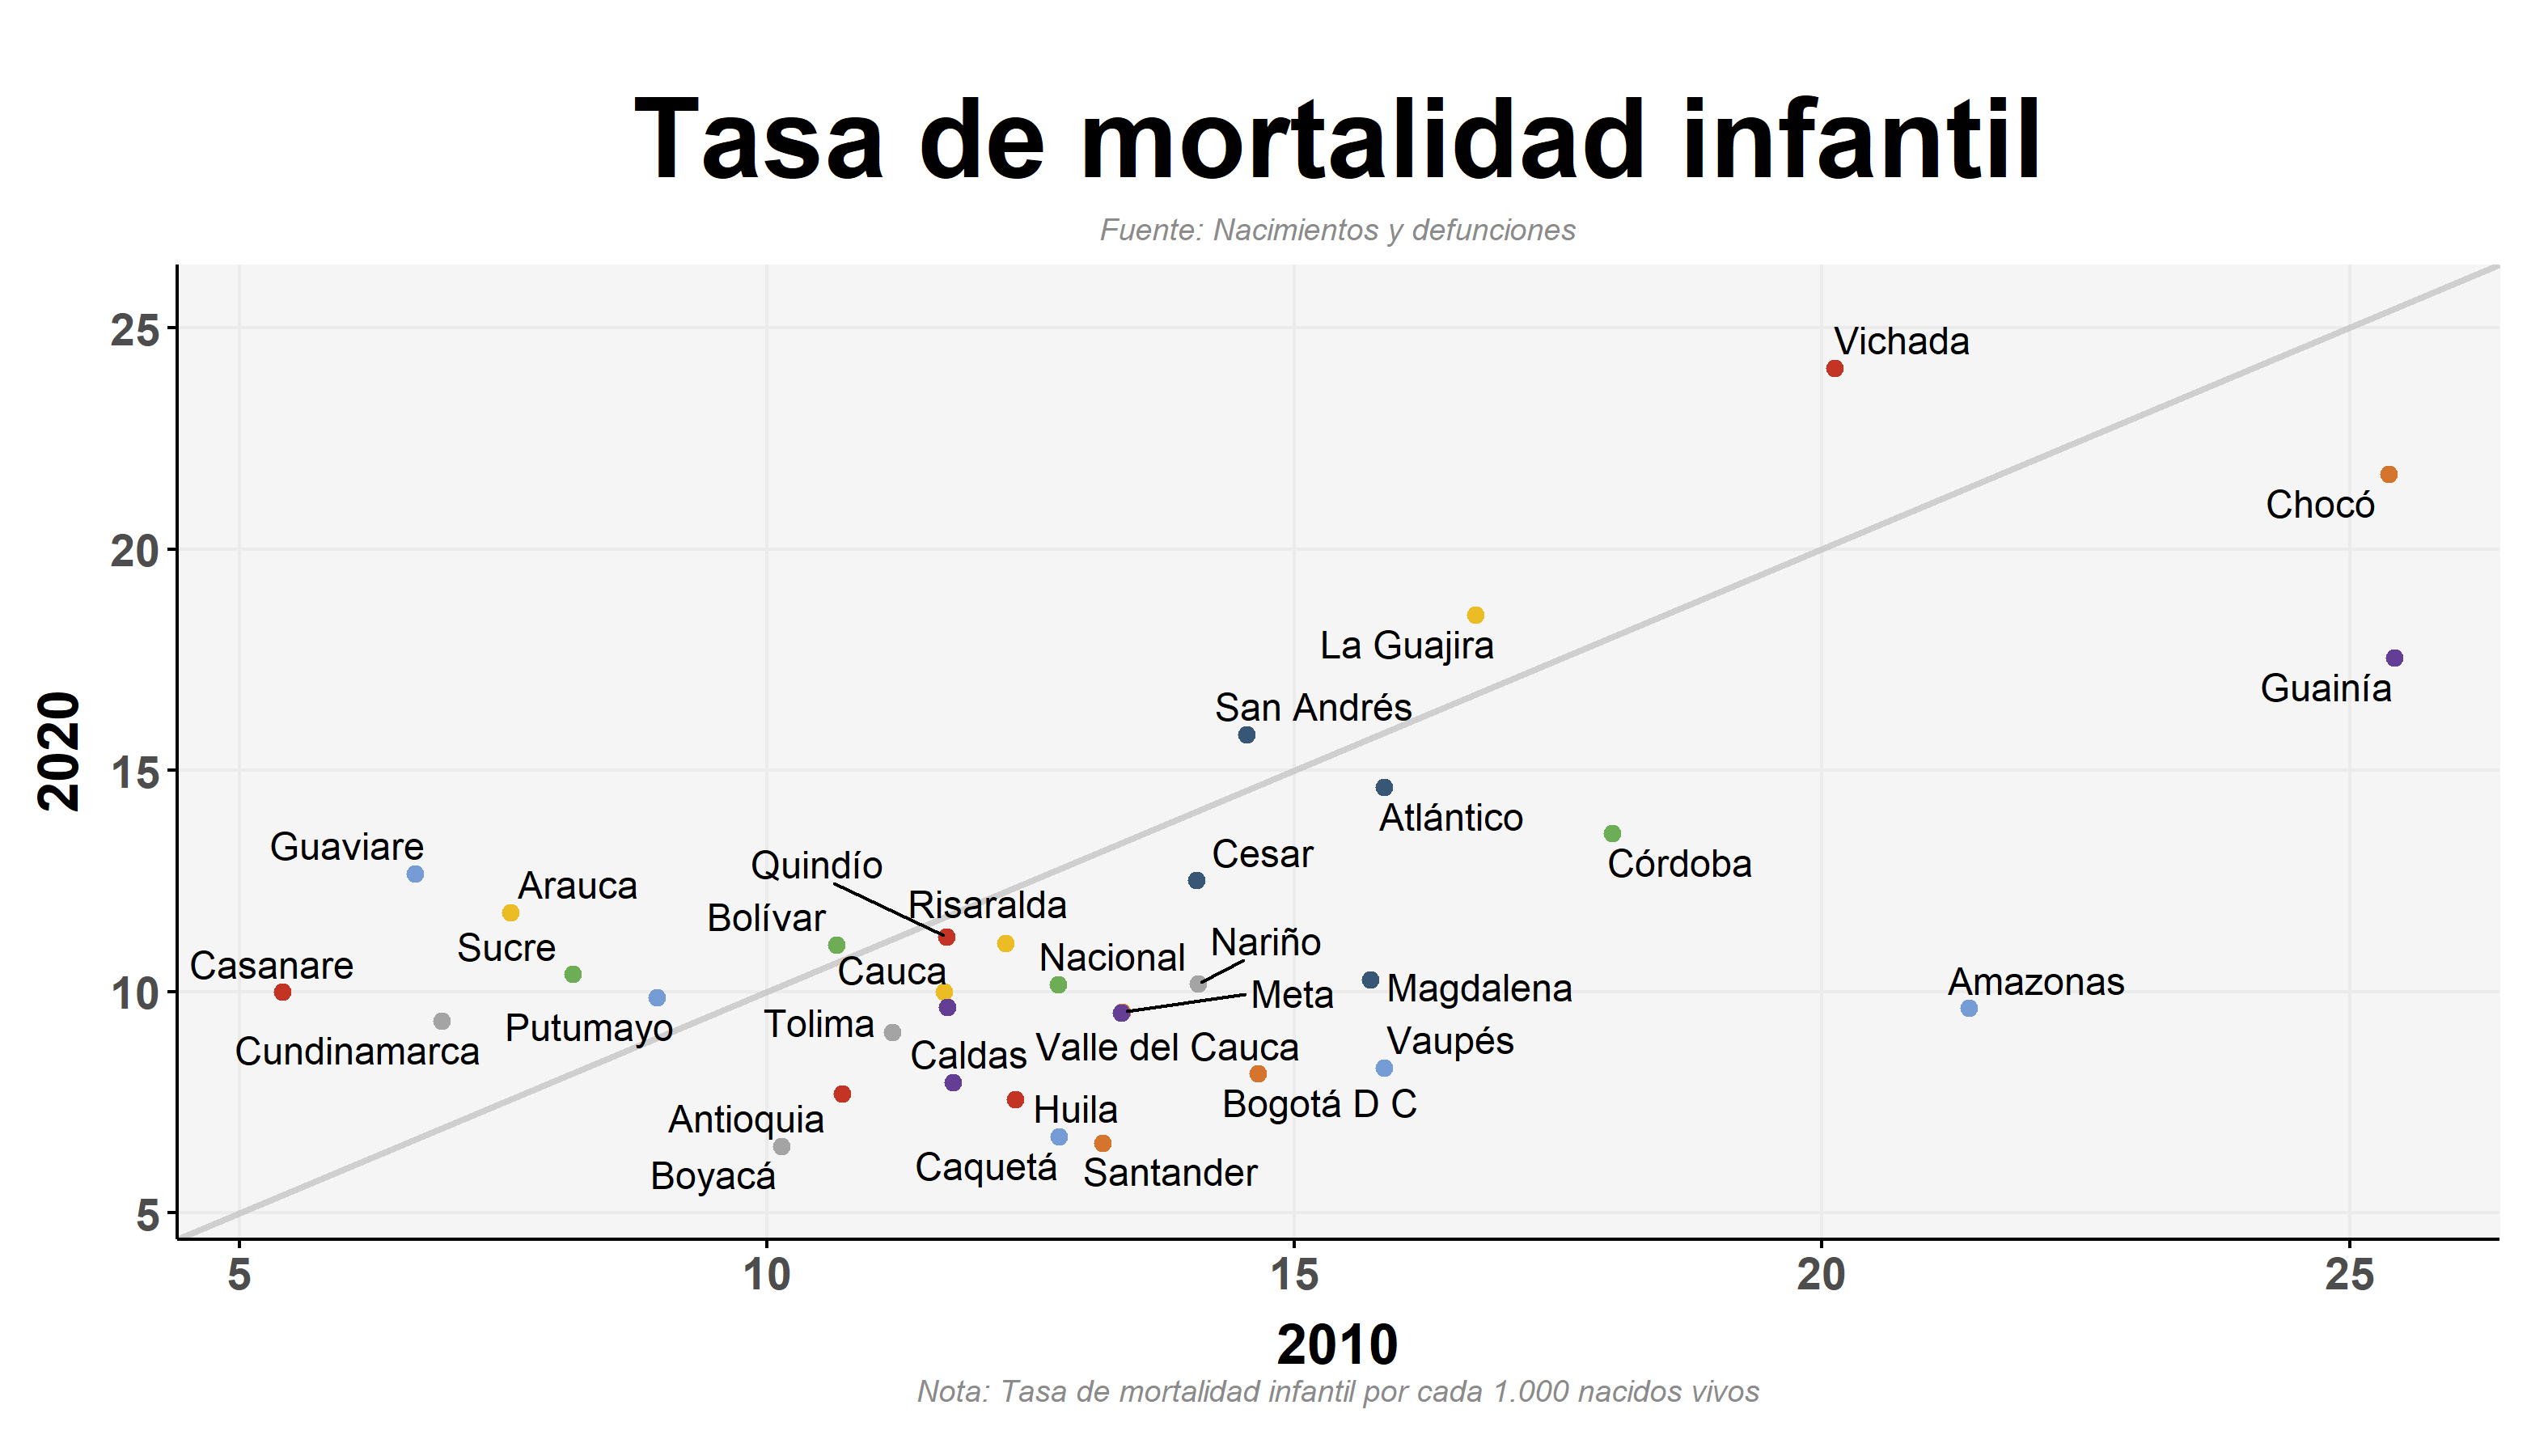 Tasa de mortalidad infantil
Fuente: Nacimientos y defunciones
25
Vichada
Chocó
20
La Guajira
Guainía
San Andrés
2020
15
Atlántico
Guaviare
Quindío
Cesar
Córdoba
Arauca
Risaralda
Bolívar
Sucre
Nariño
Nacional
Casanare
Cauca
10
Magdalena
Amazonas
Meta
Putumayo
Tolima
Cundinamarca
Caldas
Valle del Cauca
Vaupés
Antioquia
Huila
Bogotá D C
Boyacá
Caquetá
Santander
5
5 10 15 20 25
2010
Nota: Tasa de mortalidad infantil por cada 1.000 nacidos vivos